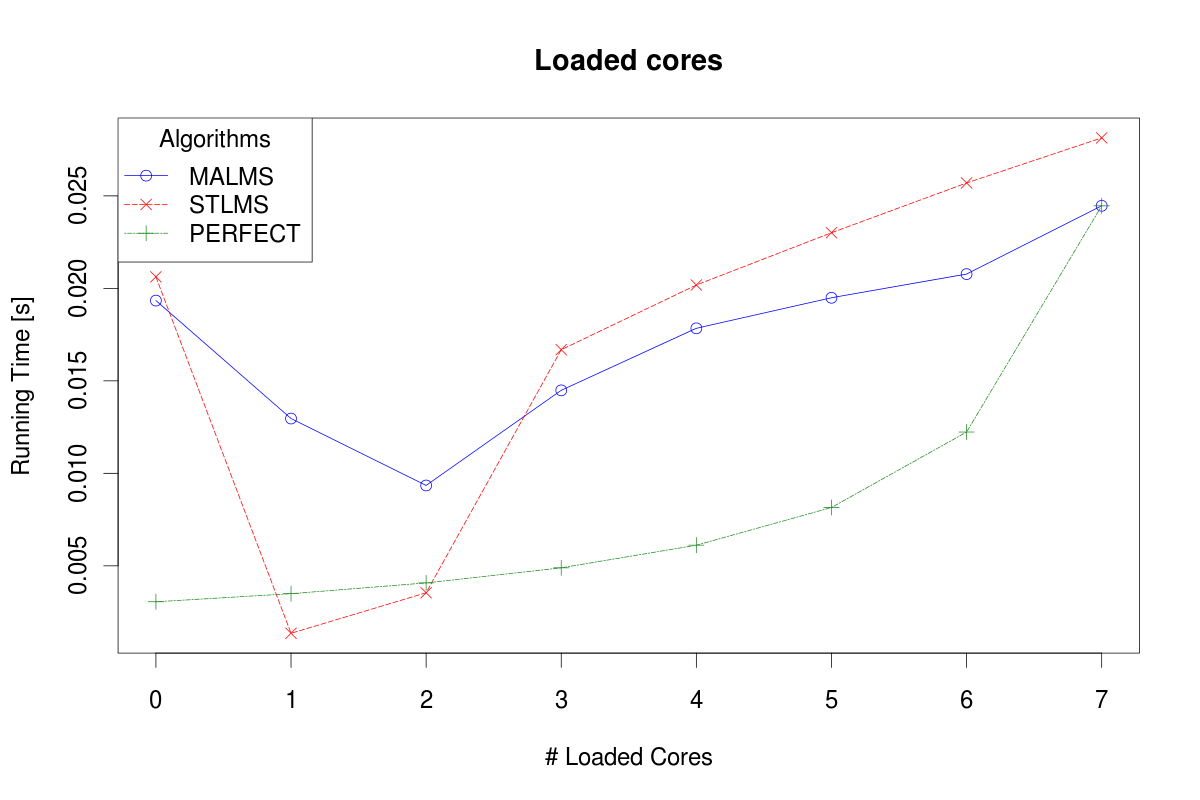 Loaded cores
Algorithms
MALMS
STLMS
PERFECT
Running Time [s]
0.025
0.020
0.015
0.010
0.005
0 1 2 3 4 5 6 7
# Loaded Cores